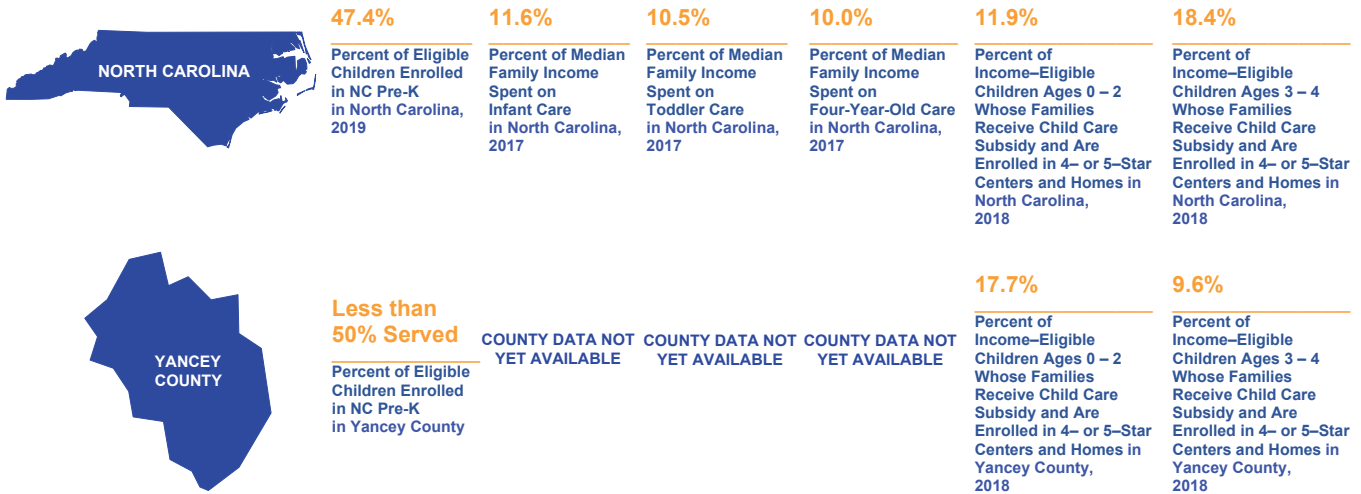 NORTH CAROLINA
47.4%
Percent of Eligible
Children Enrolled
in NC Pre-K
in North Carolina,
2019
11.6%
Percent of Median
Family Income
Spent on
Infant Care
in North Carolina,
2017
10.5%
Percent of Median
Family Income
Spent on
Toddler Care
in North Carolina,
2017
10.0%
Percent of Median
Family Income
Spent on
Four-Year-Old Care
in North Carolina,
2017
11.9%
Percent of
Income–Eligible
Children Ages 0 – 2
Whose Families
Receive Child Care
Subsidy and Are
Enrolled in 4– or 5–Star
Centers and Homes in
North Carolina,
2018
18.4%
Percent of
Income–Eligible
Children Ages 3 – 4
Whose Families
Receive Child Care
Subsidy and Are
Enrolled in 4– or 5–Star
Centers and Homes in
North Carolina,
2018
YANCEY
COUNTY
Less than
50% Served
Percent of Eligible
Children Enrolled
in NC Pre-K
in Yancey County
COUNTY DATA NOT
YET AVAILABLE
COUNTY DATA NOT
YET AVAILABLE
COUNTY DATA NOT
YET AVAILABLE
17.7%
Percent of
Income–Eligible
Children Ages 0 – 2
Whose Families
Receive Child Care
Subsidy and Are
Enrolled in 4– or 5–Star
Centers and Homes in
Yancey County,
2018
9.6%
Percent of
Income–Eligible
Children Ages 3 – 4
Whose Families
Receive Child Care
Subsidy and Are
Enrolled in 4– or 5–Star
Centers and Homes in
Yancey County,
2018